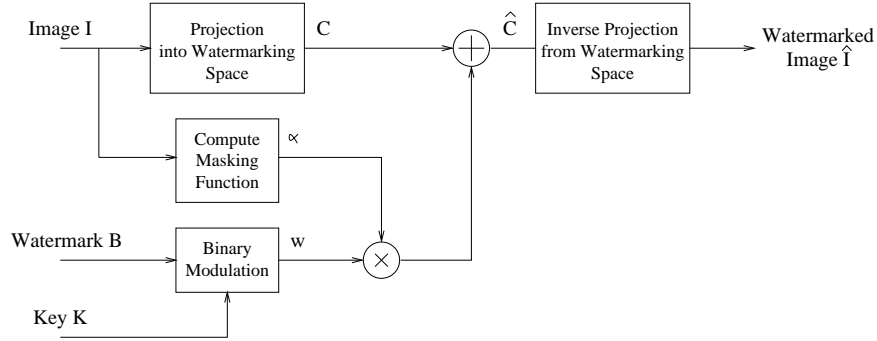 Image I
Projection
into Watermarking
Space
C
+
Ĉ
Inverse Projection
from Watermarking
Space
Watermarked
Image Î
Compute
Masking
Function
∝
Watermark B
Binary
Modulation
w
×
Key K